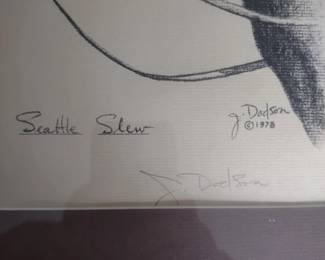 Seattle Slew
J. Dodson
©1978
J. Dodson